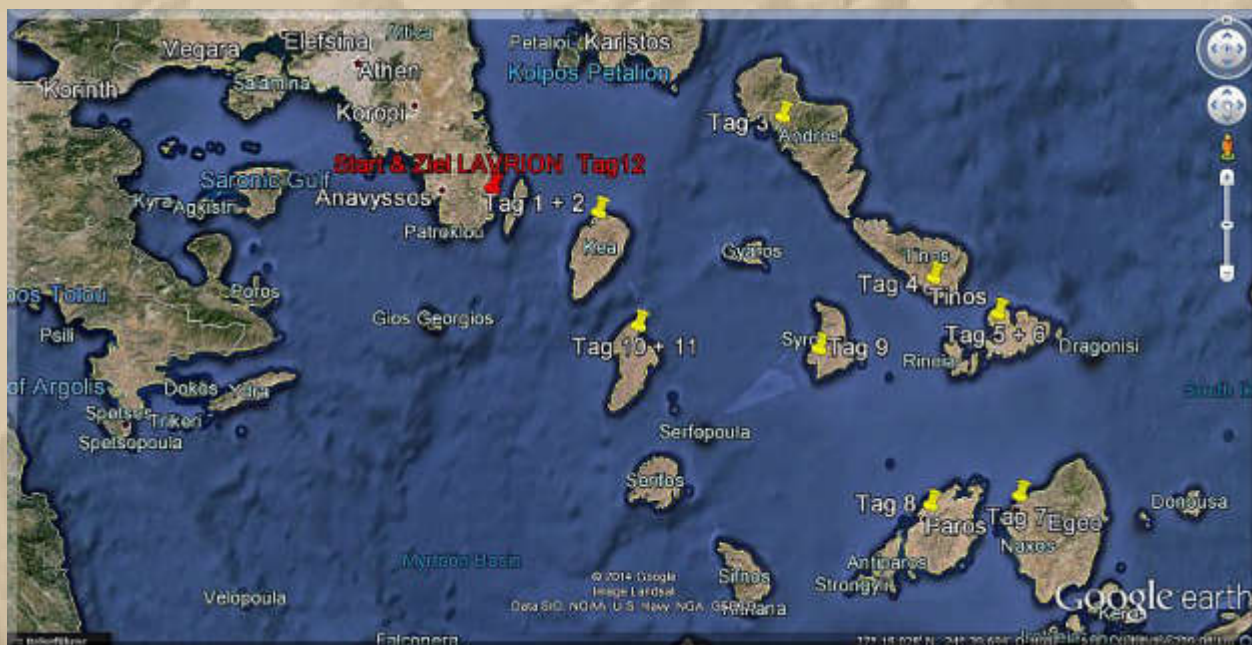 Attika
Petalioi
Karistos
Megara
Elefsina
Athen
Kolpos Petalion
Korinth
Salamina
Koropi
Tag 3
Andros
Start & Ziel LAVRION Tag12
Saronic Gulf
Anavyssos
Tag 1 + 2
Kyra
Agkistri
Patroklou
Kea
Gyaros
Tinos
Tag 4
Tinos
Poros
Gios Georgios
Psili
Tag 10 + 11
Syros
Tag 9
Tag 5 + 6
Rineia
Dragonisi
of Argolis
Dokos
Ydra
Spetses
Trikeri
Spetsopoula
Serfopoula
Serifos
Tag 8
Paros
Tag 7
Egeo
Naxos
Donousa
Myrtoon Basin
Antiparos
Strongyli
Sifnos
Velopoula
© 2014 Google
Image Landsat
Data SIO, NOAA, U.S. Navy, NGA, GEBCO
Kitriana
Google earth
Falconera